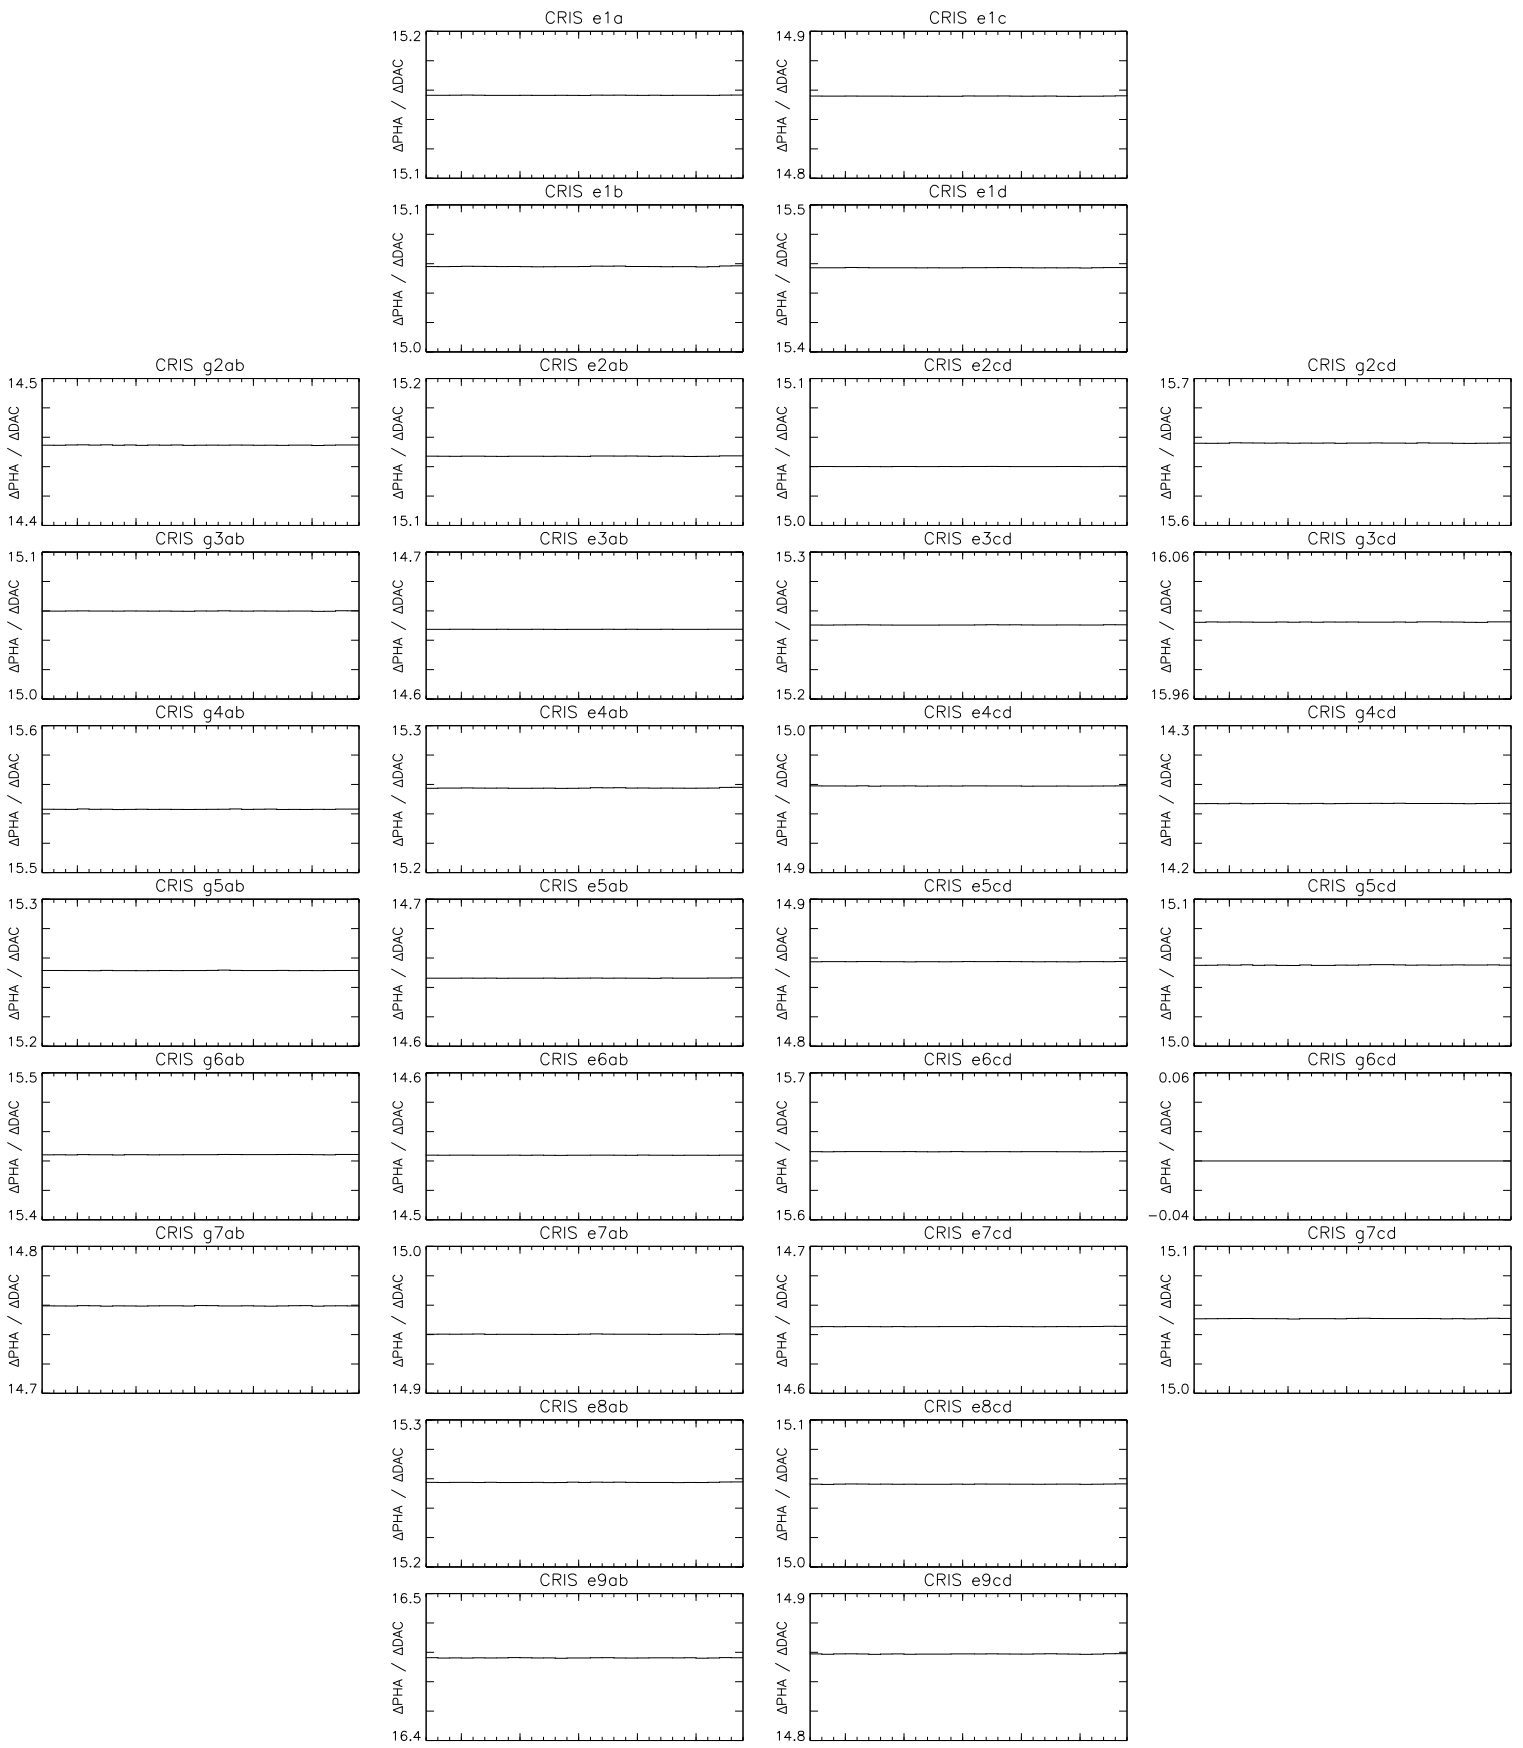 CRIS e1a
CRIS e1c
15.2
ΔPHA / ΔDAC
15.1
14.9
ΔPHA / ΔDAC
14.8
CRIS e1b
CRIS e1d
15.1
ΔPHA / ΔDAC
15.0
15.5
ΔPHA / ΔDAC
15.4
CRIS g2ab
CRIS e2ab
CRIS e2cd
CRIS g2cd
14.5
ΔPHA / ΔDAC
14.4
15.2
ΔPHA / ΔDAC
15.1
15.1
ΔPHA / ΔDAC
15.0
15.7
ΔPHA / ΔDAC
15.6
CRIS g3ab
CRIS e3ab
CRIS e3cd
CRIS g3cd
15.1
ΔPHA / ΔDAC
15.0
14.7
ΔPHA / ΔDAC
14.6
15.3
ΔPHA / ΔDAC
15.2
16.06
ΔPHA / ΔDAC
15.96
CRIS g4ab
CRIS e4ab
CRIS e4cd
CRIS g4cd
15.6
ΔPHA / ΔDAC
15.5
15.3
ΔPHA / ΔDAC
15.2
15.0
ΔPHA / ΔDAC
14.9
14.3
ΔPHA / ΔDAC
14.2
CRIS g5ab
CRIS e5ab
CRIS e5cd
CRIS g5cd
15.3
ΔPHA / ΔDAC
15.2
14.7
ΔPHA / ΔDAC
14.6
14.9
ΔPHA / ΔDAC
14.8
15.1
ΔPHA / ΔDAC
15.0
CRIS g6ab
CRIS e6ab
CRIS e6cd
CRIS g6cd
15.5
ΔPHA / ΔDAC
15.4
14.6
ΔPHA / ΔDAC
14.5
15.7
ΔPHA / ΔDAC
15.6
0.06
ΔPHA / ΔDAC
−0.04
CRIS g7ab
CRIS e7ab
CRIS e7cd
CRIS g7cd
14.8
ΔPHA / ΔDAC
14.7
15.0
ΔPHA / ΔDAC
14.9
14.7
ΔPHA / ΔDAC
14.6
15.1
ΔPHA / ΔDAC
15.0
CRIS e8ab
CRIS e8cd
15.3
ΔPHA / ΔDAC
15.2
15.1
ΔPHA / ΔDAC
15.0
CRIS e9ab
CRIS e9cd
16.5
ΔPHA / ΔDAC
16.4
14.9
ΔPHA / ΔDAC
14.8